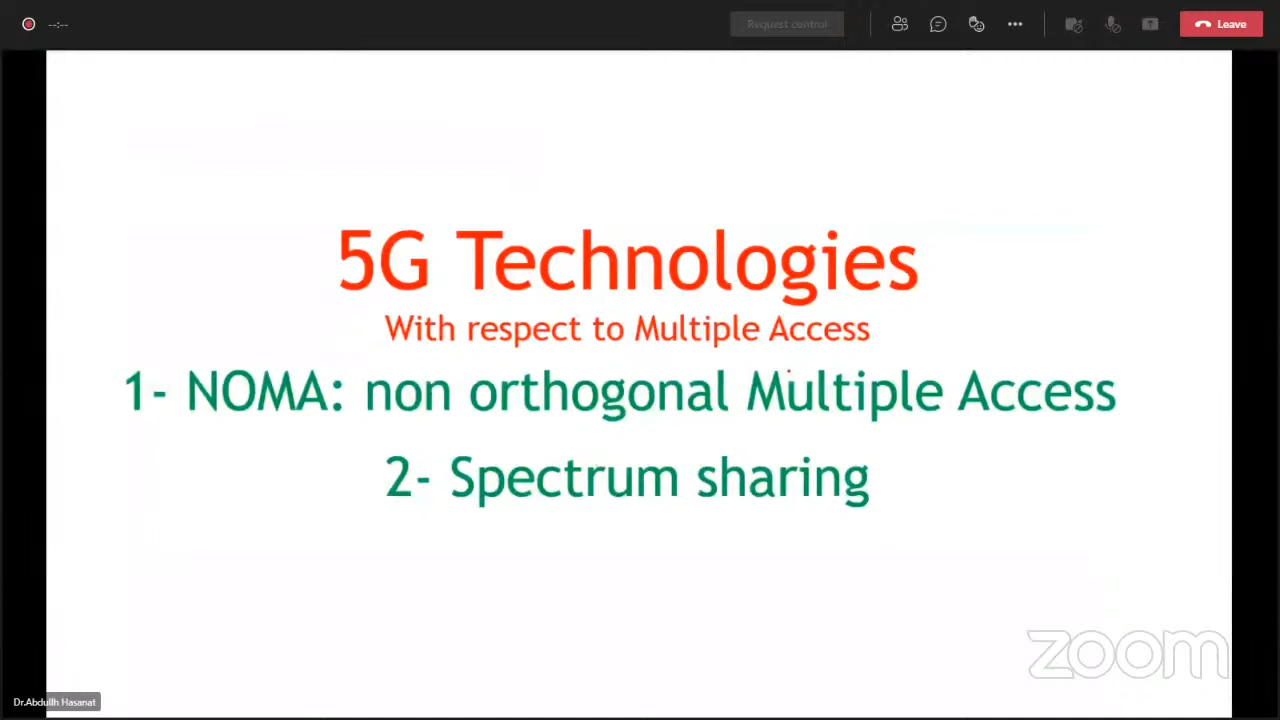 --:--
Request control
Leave
5G Technologies
With respect to Multiple Access
1- NOMA: non orthogonal Multiple Access
2- Spectrum sharing
zoom
Dr.Abdullh Hasanat